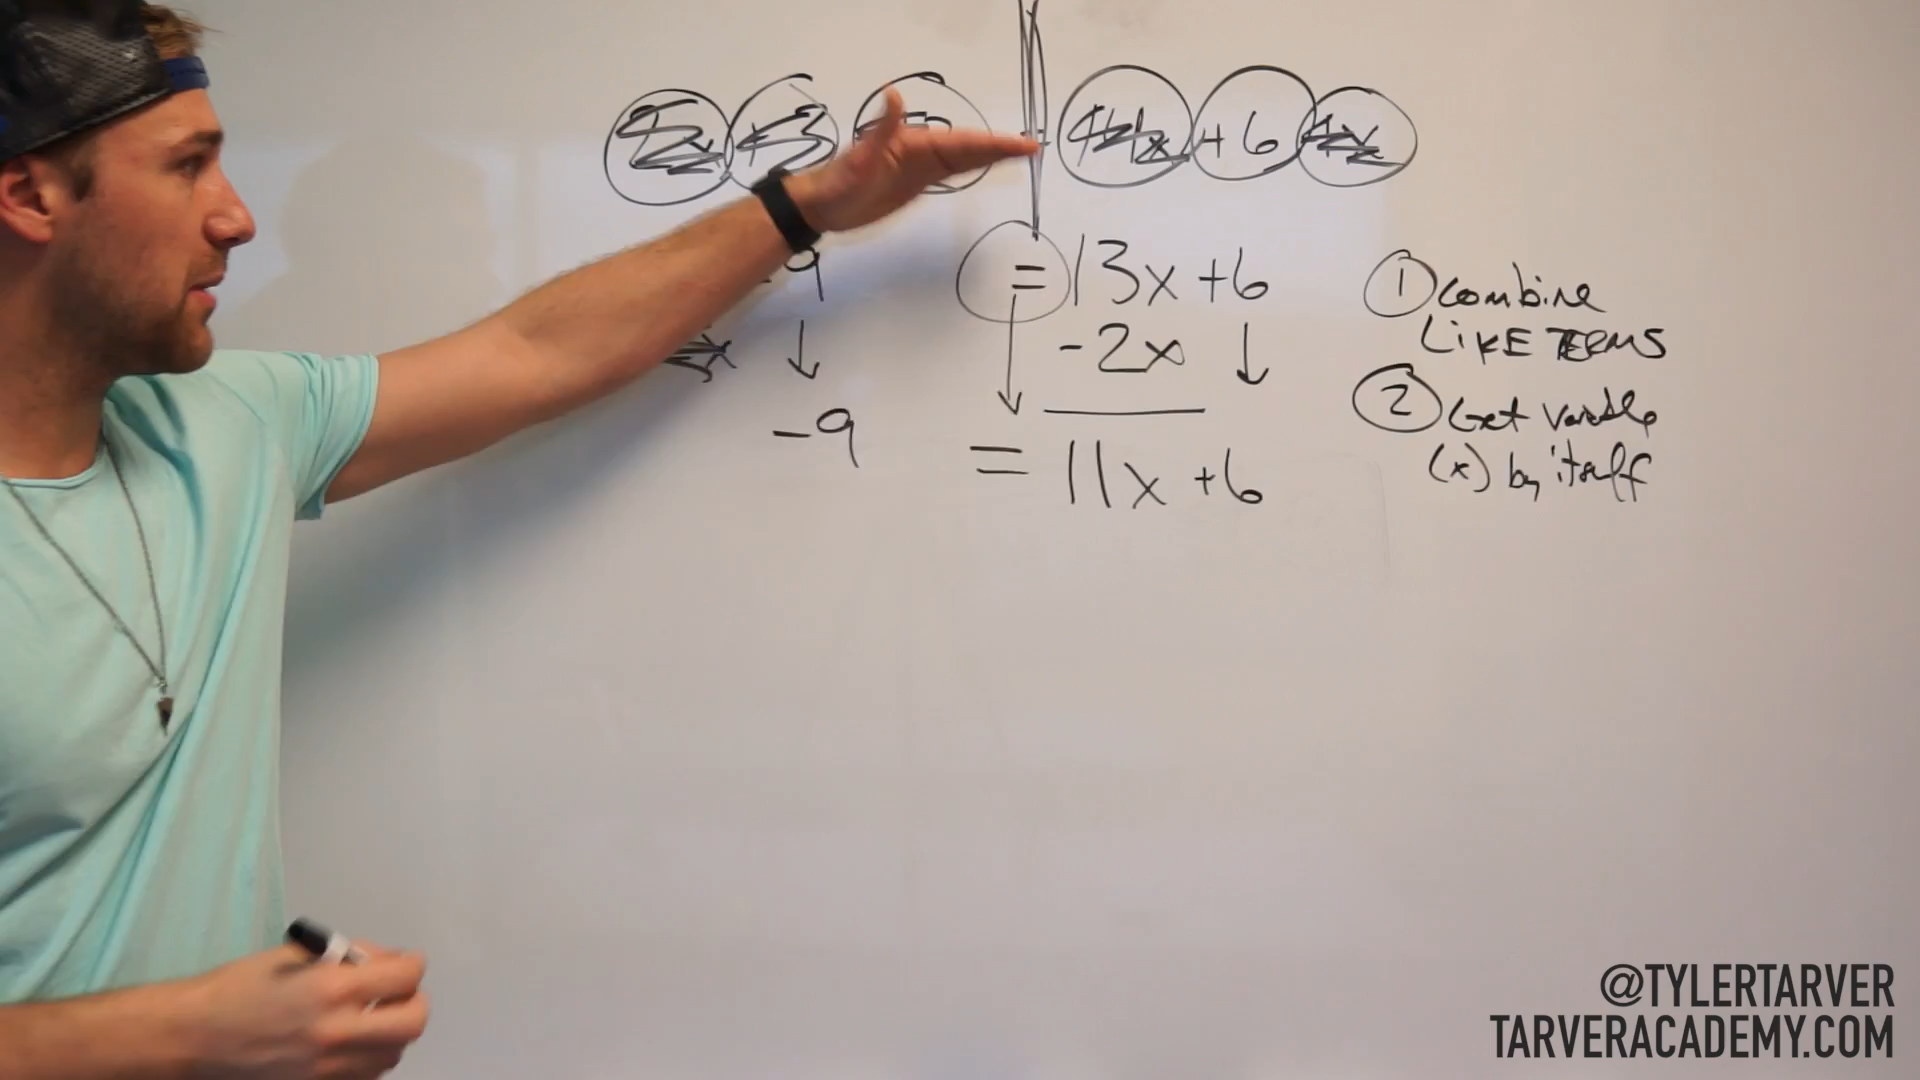 +6
= 13x +6
① combine
-9
-2x
LIKE TERMS
-9
= 11x +6
② Get variable
(x) by itself
@TYLERTARVER
TARVERACADEMY.COM